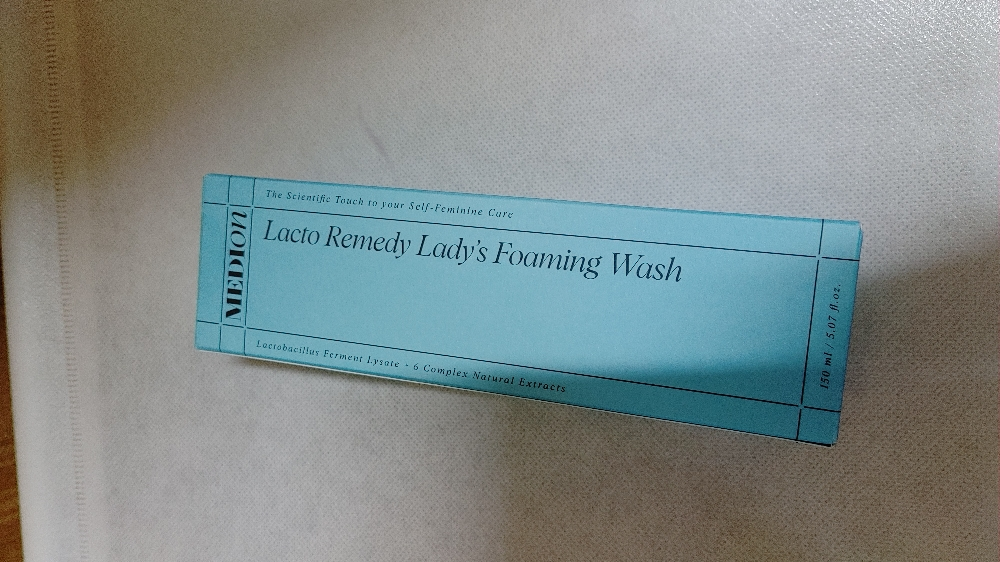 The Scientific Touch to your Self-Feminine Care
MEDION
Lacto Remedy Lady's Foaming Wash
Lactobacillus Ferment Lysate - 6 Complex Natural Extracts
150 ml / 5.07 fl.oz.